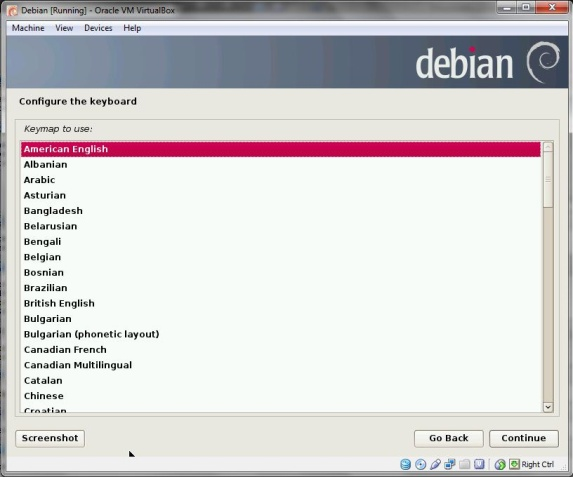 Debian [Running] - Oracle VM VirtualBox
Machine View Devices Help
debian
Configure the keyboard
Keymap to use:
American English
Albanian
Arabic
Asturian
Bangladesh
Belarusian
Bengali
Belgian
Bosnian
Brazilian
British English
Bulgarian
Bulgarian (phonetic layout)
Canadian French
Canadian Multilingual
Catalan
Chinese
Croatian
Screenshot Go Back Continue
Right Ctrl